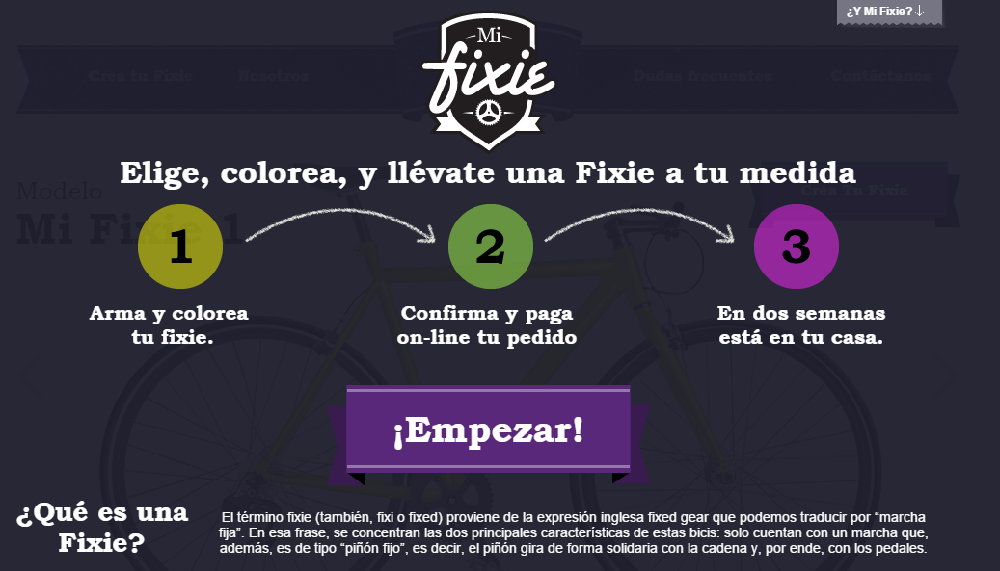 ¿Y Mi Fixie?
Mi
fixie
Crea tu Fixie
Nosotros
Dudas frecuentes
Contáctanos
Elige, colorea, y llévate una Fixie a tu medida
Modelo
Mi Fixie 1
Crea Tu Fixie
1
2
3
Arma y colorea
tu fixie.
Confirma y paga
on-line tu pedido
En dos semanas
está en tu casa.
¡Empezar!
¿Qué es una
Fixie?
El término fixie (también, fixi o fixed) proviene de la expresión inglesa fixed gear que podemos traducir por “marcha
fija”. En esa frase, se concentran las dos principales características de estas bicis: solo cuentan con un marcha que,
además, es de tipo “piñón fijo”, es decir, el piñón gira de forma solidaria con la cadena y, por ende, con los pedales.